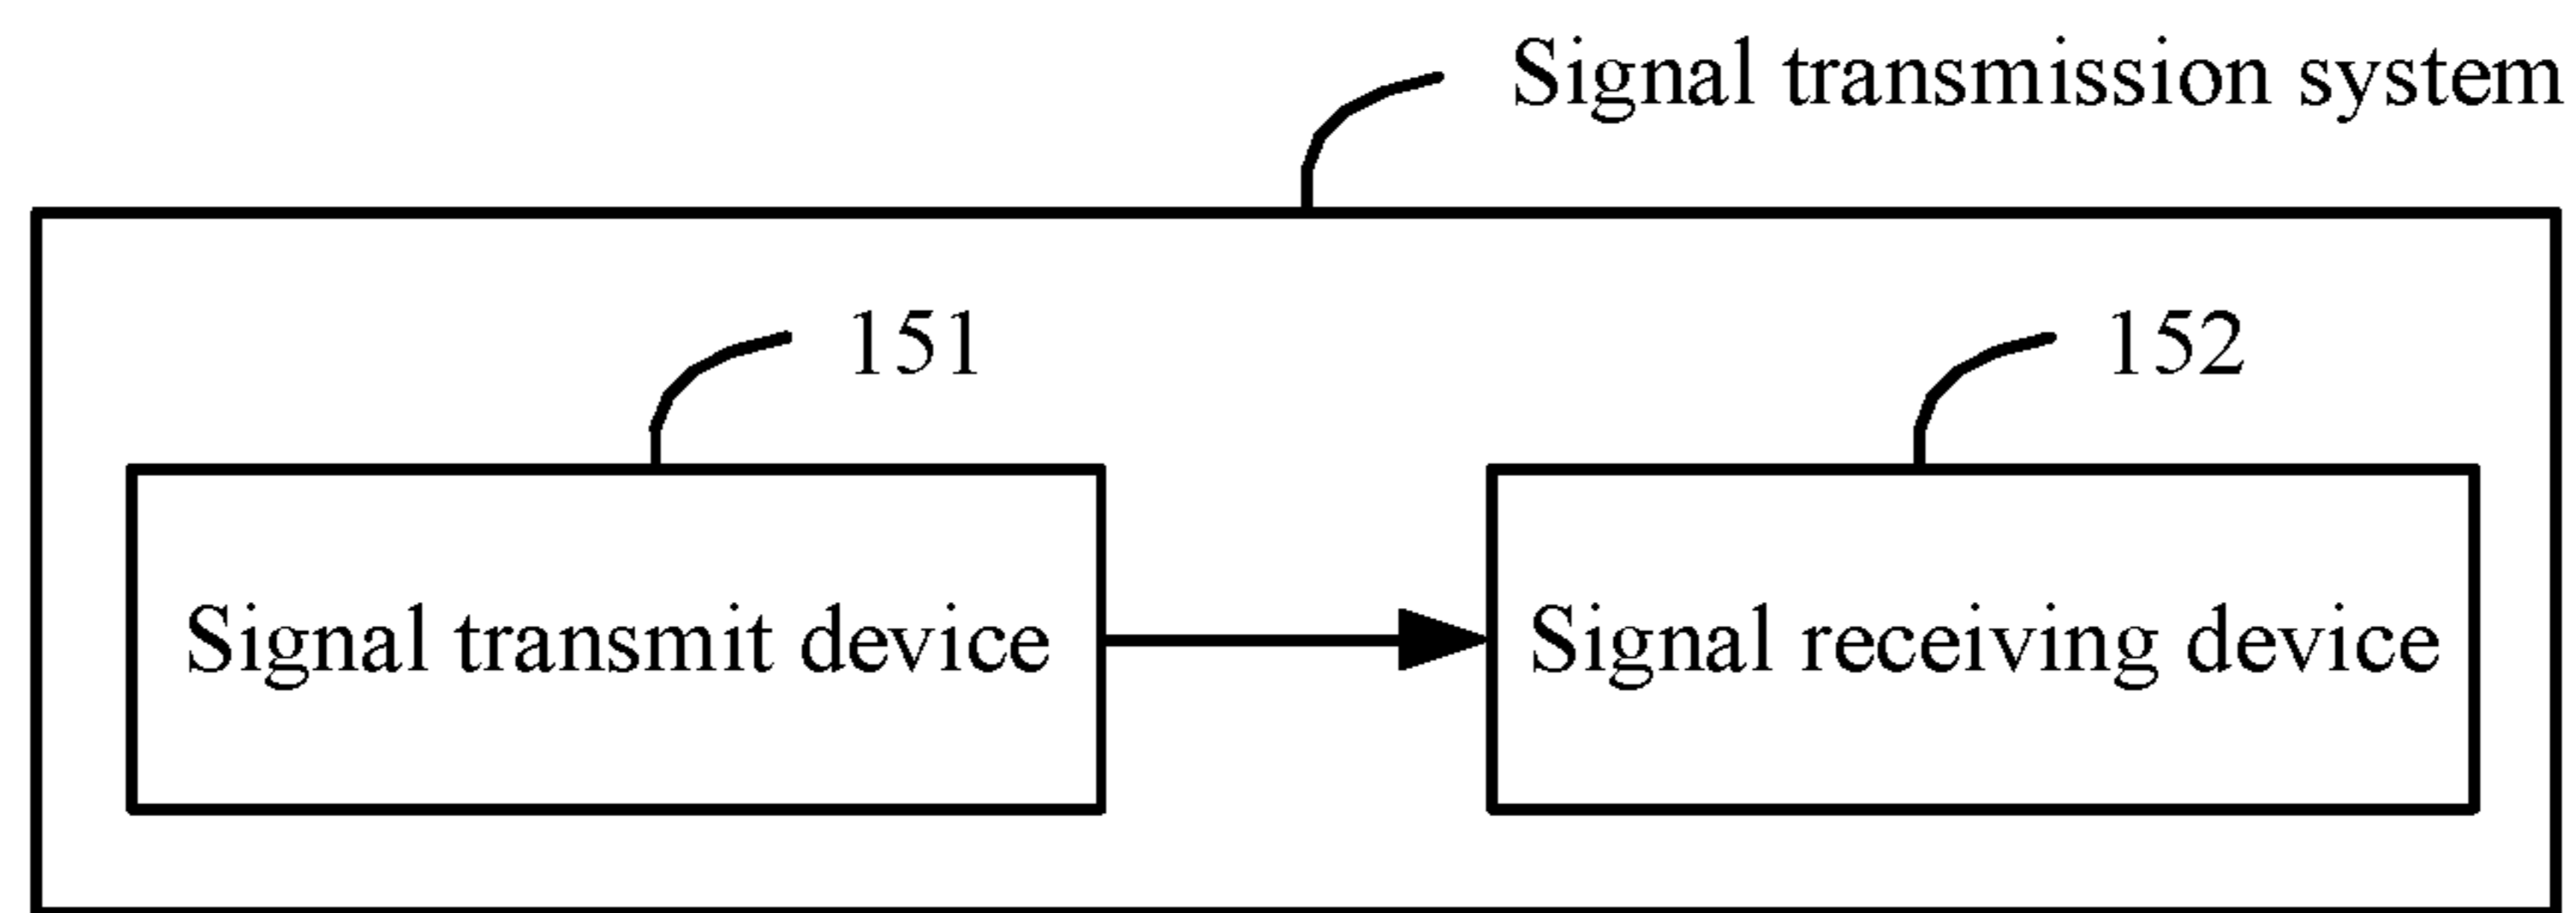 Signal transmission system
151
152
Signal transmit device
Signal receiving device